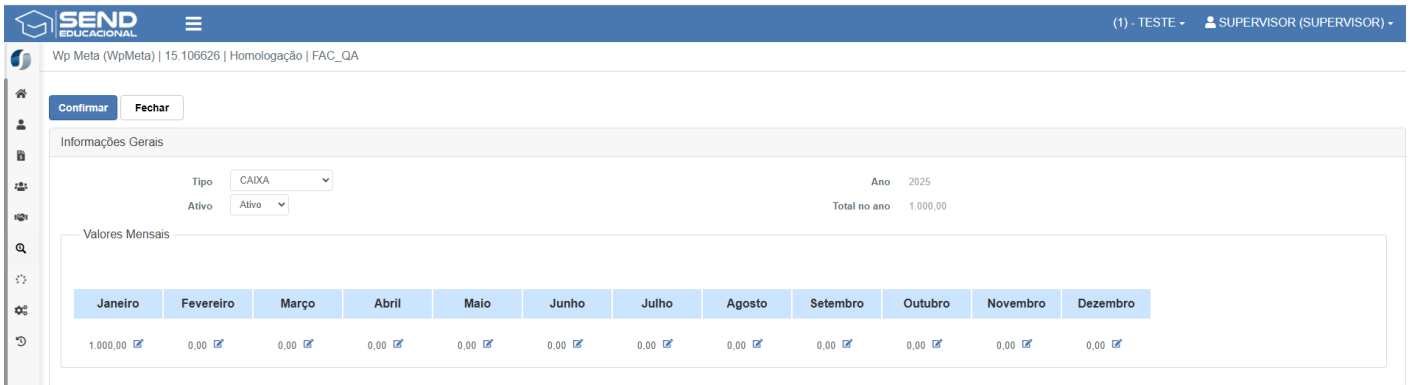 SEND
EDUCACIONAL
(1) - TESTE
SUPERVISOR (SUPERVISOR)
Wp Meta (WpMeta) | 15.106626 | Homologação | FAC_QA
Confirmar Fechar
Informações Gerais
Tipo CAIXA Ano 2025
Ativo Ativo Total no ano 1.000,00
Valores Mensais
Janeiro Fevereiro Março Abril Maio Junho Julho Agosto Setembro Outubro Novembro Dezembro
1.000,00 0,00 0,00 0,00 0,00 0,00 0,00 0,00 0,00 0,00 0,00 0,00